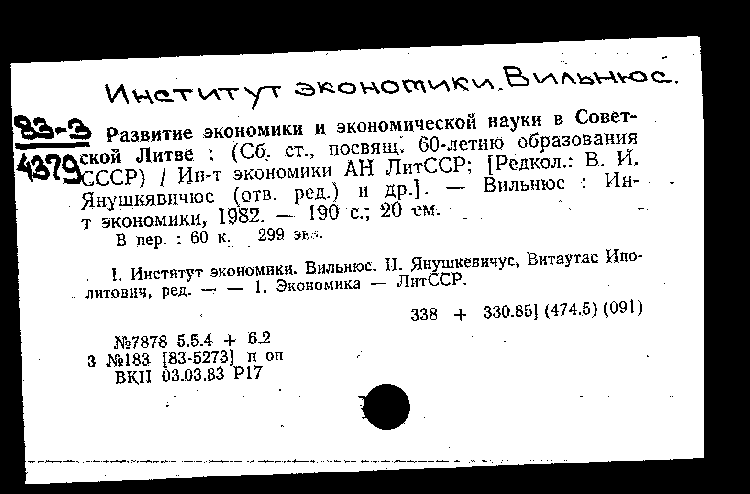 Институт экономики. Вильнюс.
83-3
4379
Развитие экономики и экономической науки в Совет-
ской Литве : (Сб. ст., посвящ. 60-летию образования
СССР) / Ин-т экономики АН ЛитССР; [Редкол.: В. И.
Янушкявичюс (отв. ред.) и др.]. — Вильнюс : Ин-
т экономики, 1982. — 190 с.; 20 см.
В пер. : 60 к. 299 экз.
I. Институт экономики. Вильнюс. II. Янушкевичус, Витаутас Ипо-
литович, ред. — — 1. Экономика — ЛитССР.
338 + 330.85] (474.5) (091)
№7878 5.5.4 + 6.2
3 №183 [83-5273] п оп
ВКП 03.03.83 Р17